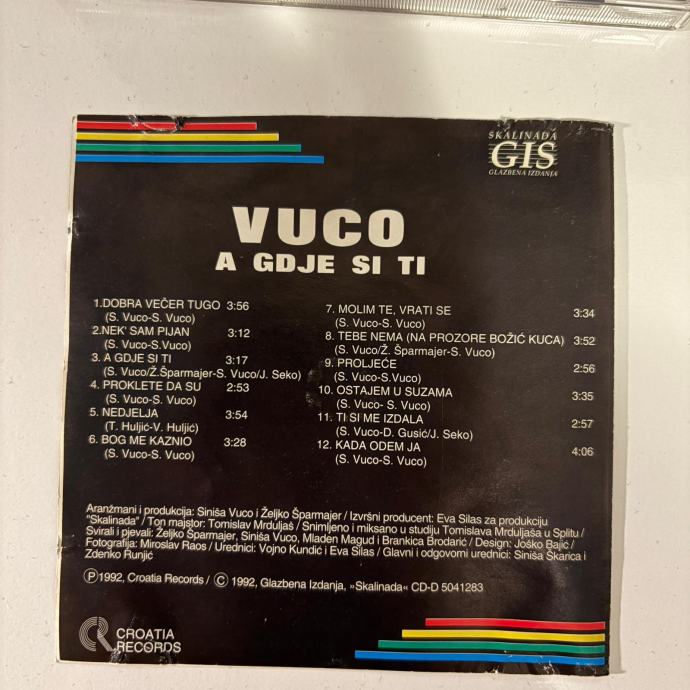 SKALINADA
GIS
GLAZBENA IZDANJA
VUCO
A GDJE SI TI
1.DOBRA VEČER TUGO 3:56
(S. Vuco-S. Vuco)
2.NEK' SAM PIJAN 3:12
(S. Vuco-S.Vuco)
3. A GDJE SI TI 3:17
(S. Vuco/Ž.Šparmajer-S. Vuco/J. Seko)
4. PROKLETE DA SU 2:53
(S. Vuco-S. Vuco)
5. NEDJELJA 3:54
(T. Huljić-V. Huljić)
6. BOG ME KAZNIO 3:28
(S. Vuco-S. Vuco)
7. MOLIM TE, VRATI SE 3:34
(S. Vuco-S. Vuco)
8. TEBE NEMA (NA PROZORE BOŽIĆ KUCA) 3:52
(S. Vuco/Ž. Šparmajer-S. Vuco)
9. PROLJEĆE 2:56
(S. Vuco-S.Vuco)
10. OSTAJEM U SUZAMA 3:35
(S. Vuco- S. Vuco)
11. TI SI ME IZDALA 2:57
(S. Vuco-D. Gusić/J. Seko)
12. KADA ODEM JA 4:06
(S. Vuco-S. Vuco)
Aranžmani i produkcija: Siniša Vuco i Željko Šparmajer / Izvršni producent: Eva Silas za produkciju
"Skalinada" / Ton majstor: Tomislav Mrduljaš / Snimljeno i miksano u studiju Tomislava Mrduljaša u Splitu /
Svirali i pjevali: Željko Šparmajer, Siniša Vuco, Mladen Magud i Brankica Brodarić / Design: Joško Bajić /
Fotografija: Miroslav Raos / Urednici: Vojno Kundić i Eva Silas / Glavni i odgovorni urednici: Siniša Škarica i
Zdenko Runjić
Ⓟ1992, Croatia Records / © 1992, Glazbena Izdanja, »Skalinada« CD-D 5041283
CROATIA
RECORDS